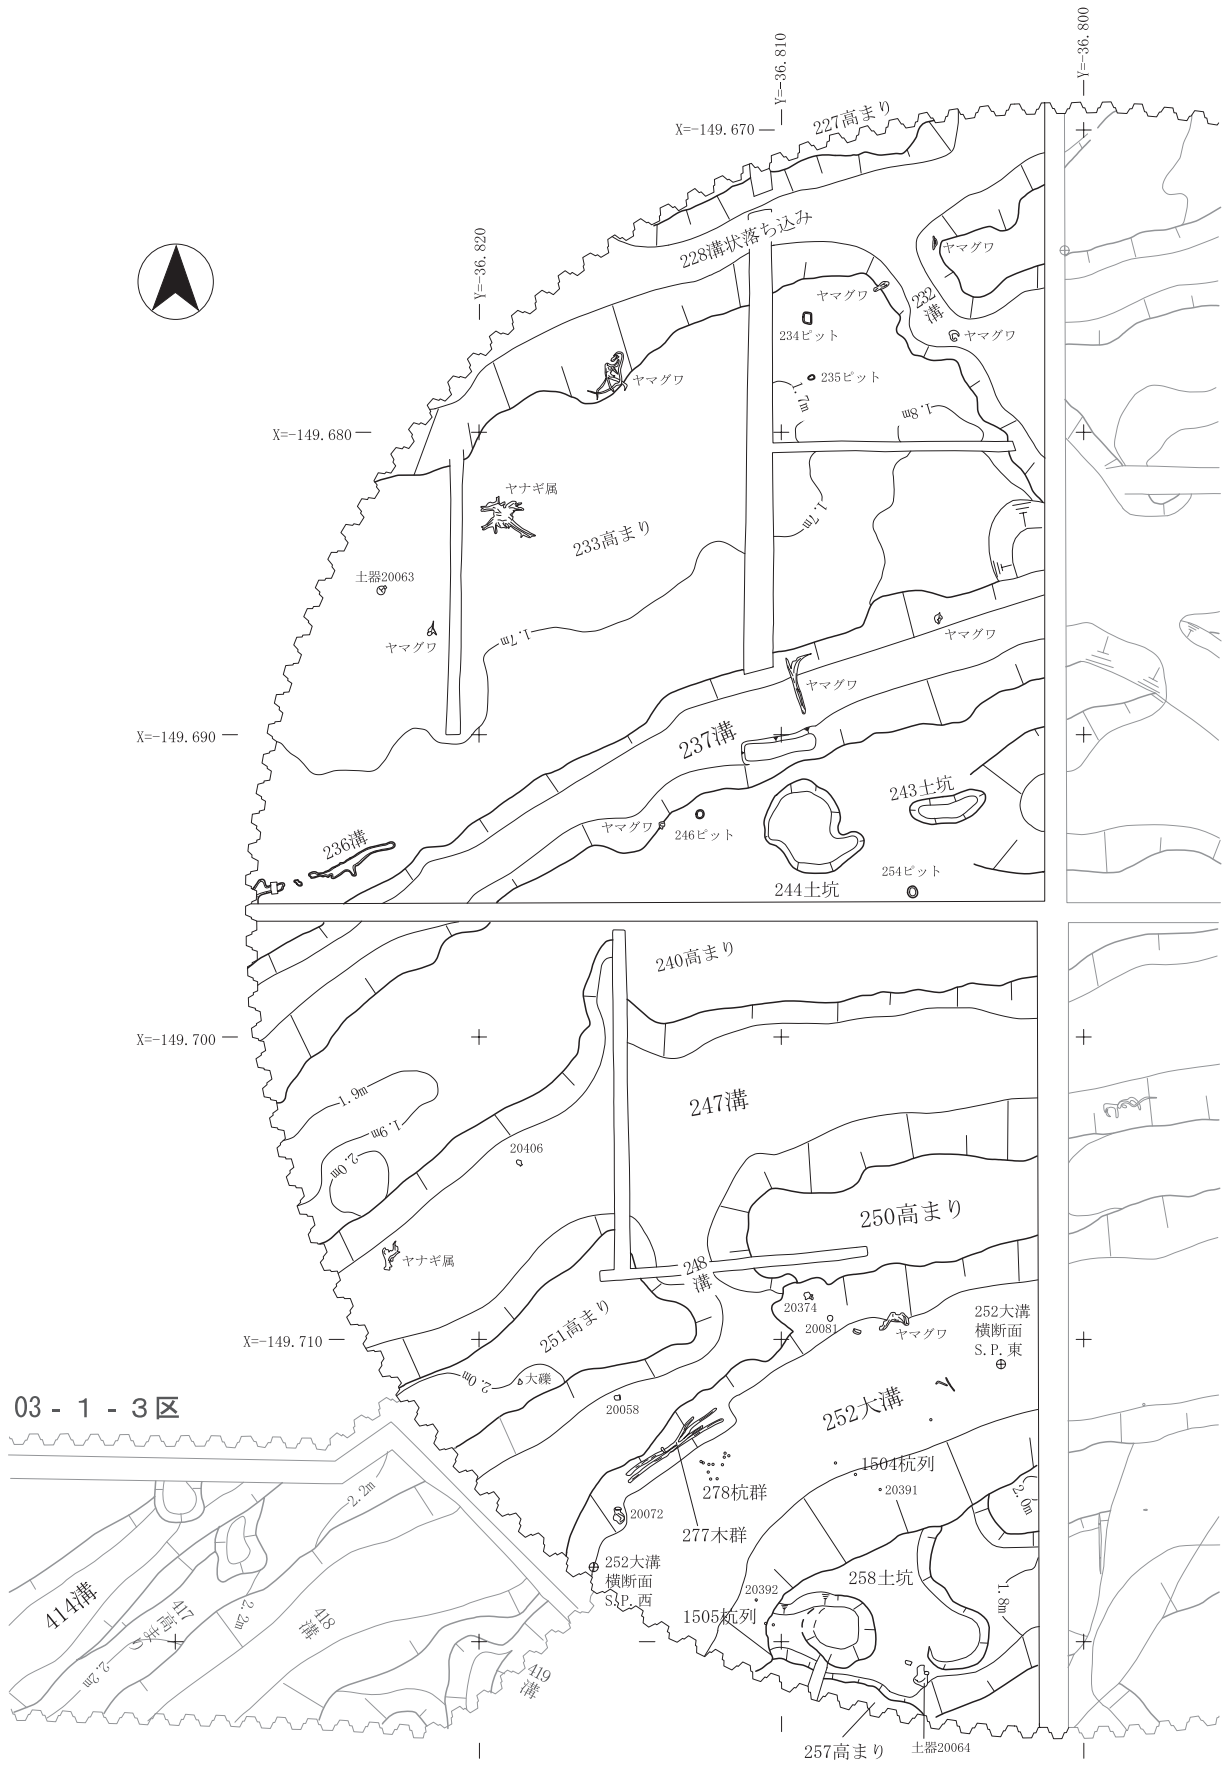 Y=-36.800
Y=-36.810
X=-149.670
227高まり
Y=-36.820
228溝状落ち込み
ヤマグワ
ヤマグワ
232溝
234ピット
ヤマグワ
ヤマグワ
235ピット
1.7m
1.8m
X=-149.680
ヤナギ属
1.7m
233高まり
土器20063
ヤマグワ
1.7m
ヤマグワ
ヤマグワ
X=-149.690
237溝
243土坑
ヤマグワ
246ピット
236溝
254ピット
244土坑
240高まり
X=-149.700
1.9m
247溝
1.9m
20406
2.0m
250高まり
ヤナギ属
248溝
20374
252大溝
横断面
S.P.東
251高まり
20081
ヤマグワ
X=-149.710
2.0m
大礫
03-1-3区
20058
252大溝
1504杭列
2.2m
278杭群
20391
2.0m
20072
277木群
252大溝
横断面
S.P.西
258土坑
414溝
417高まり
2.2m
418溝
20392
1.8m
1505杭列
2.2m
419溝
257高まり
土器20064